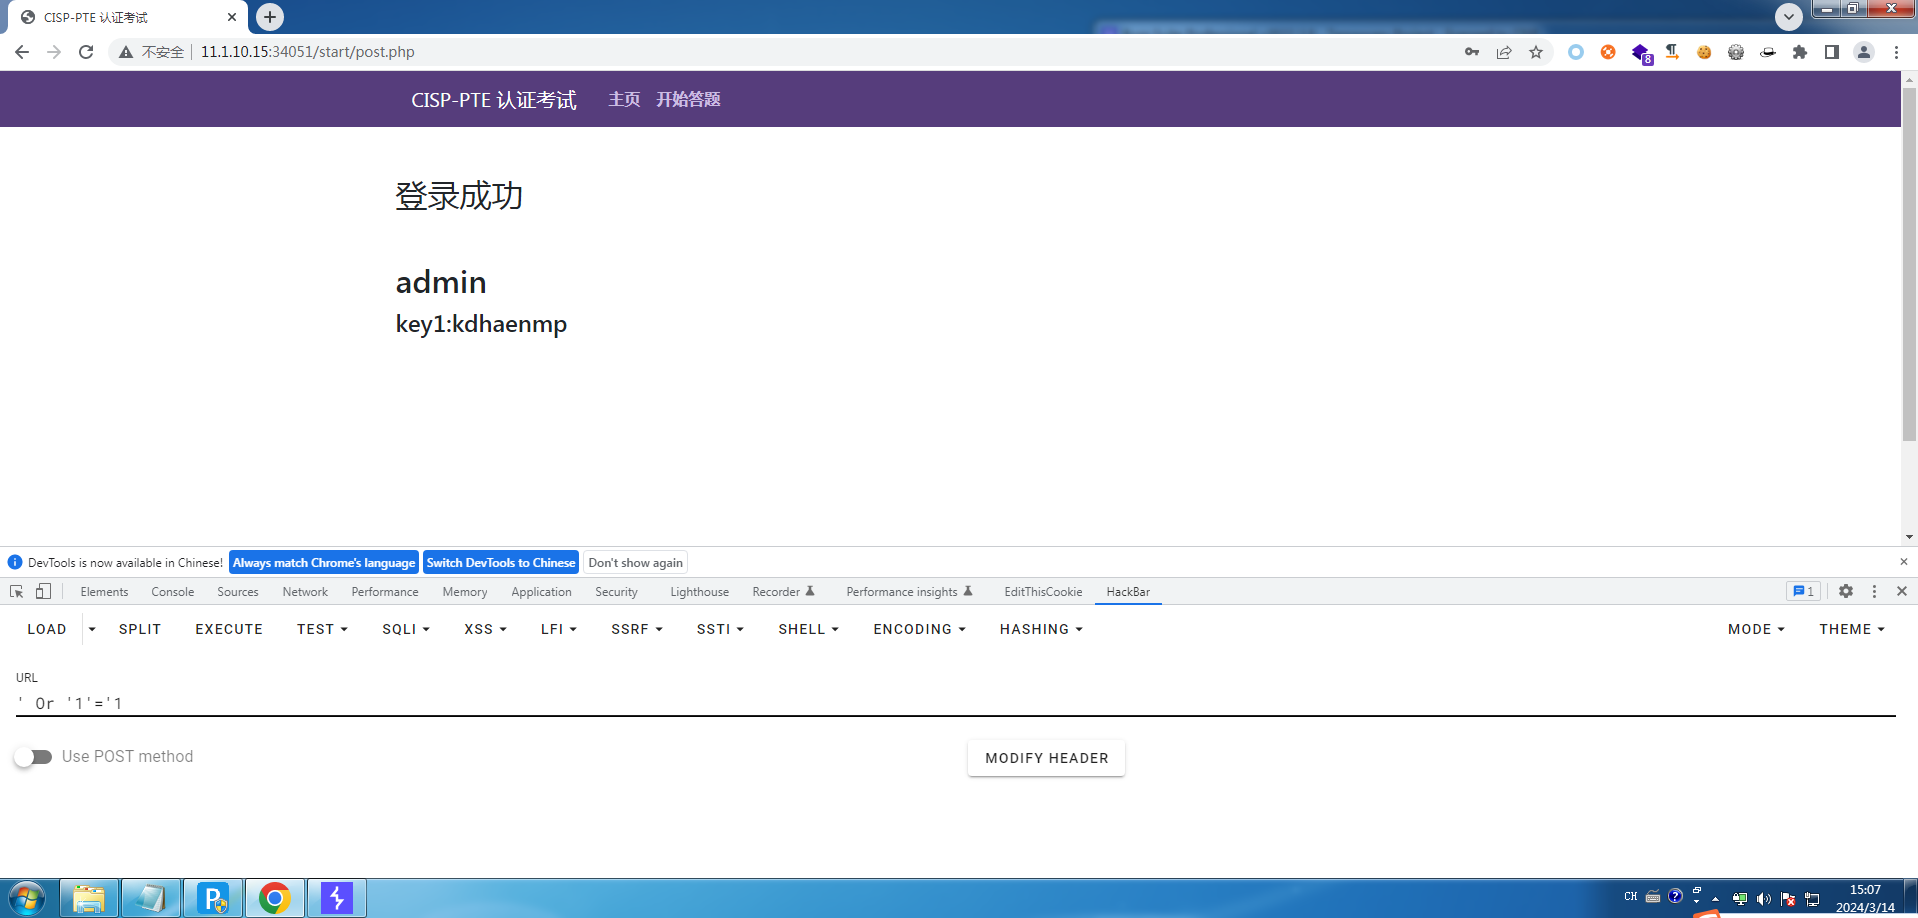 CISP-PTE 认证考试
不安全 11.1.10.15:34051/start/post.php
8
CISP-PTE 认证考试 主页 开始答题
登录成功
admin
key1:kdhaenmp
DevTools is now available in Chinese! Always match Chrome's language Switch DevTools to Chinese Don't show again
Elements Console Sources Network Performance Memory Application Security Lighthouse Recorder Performance insights EditThisCookie HackBar 1
LOAD SPLIT EXECUTE TEST SQLI XSS LFI SSRF SSTI SHELL ENCODING HASHING MODE THEME
URL
' Or '1'='1
Use POST method MODIFY HEADER
CH 15:07
2024/3/14